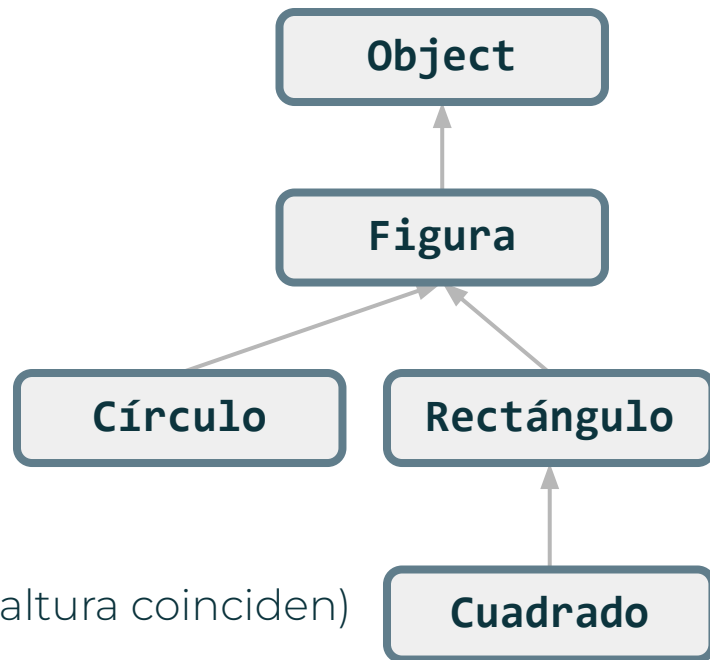 Object
Figura
Círculo
Rectángulo
altura coinciden)
Cuadrado